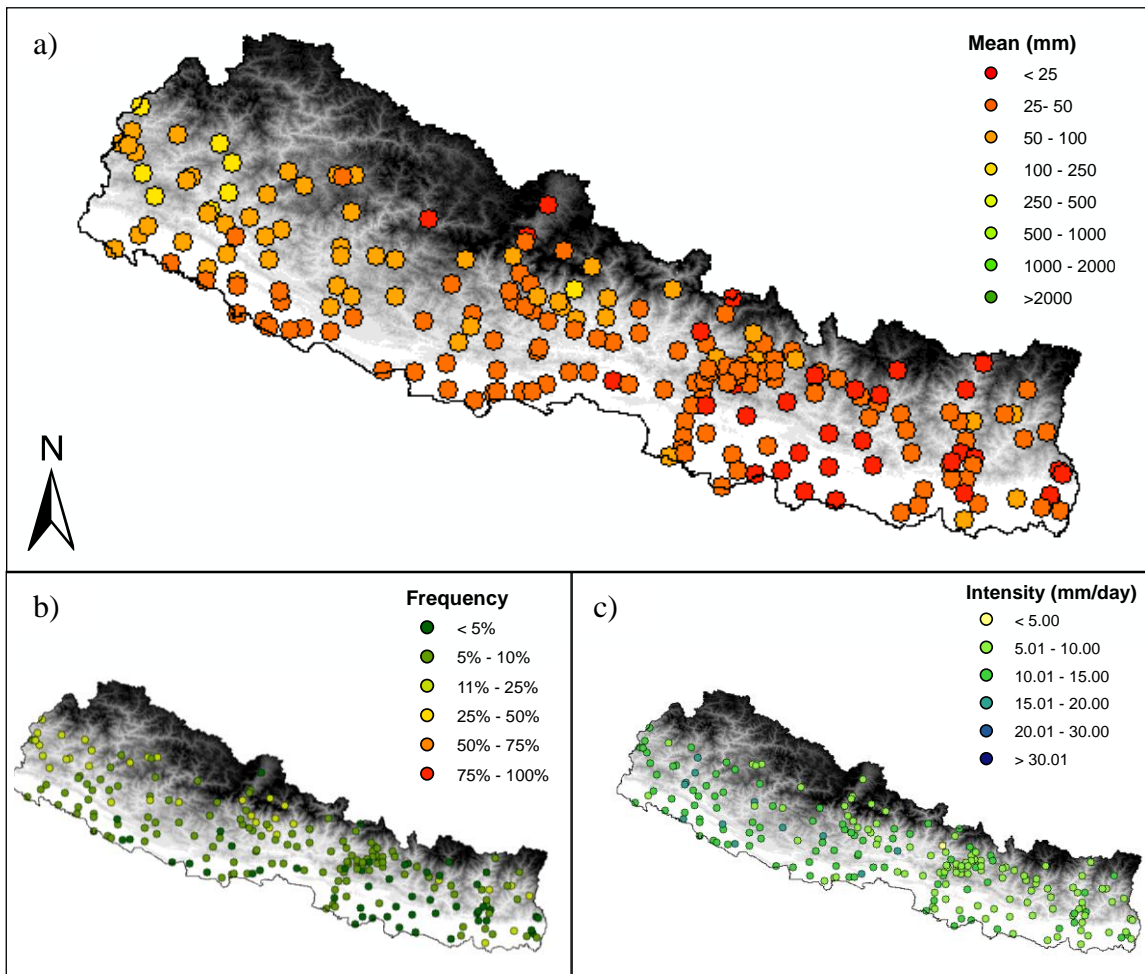 a)
Mean (mm)
< 25
25- 50
50 - 100
100 - 250
250 - 500
500 - 1000
1000 - 2000
>2000
N
b)
Frequency
< 5%
5% - 10%
11% - 25%
25% - 50%
50% - 75%
75% - 100%
c)
Intensity (mm/day)
< 5.00
5.01 - 10.00
10.01 - 15.00
15.01 - 20.00
20.01 - 30.00
> 30.01